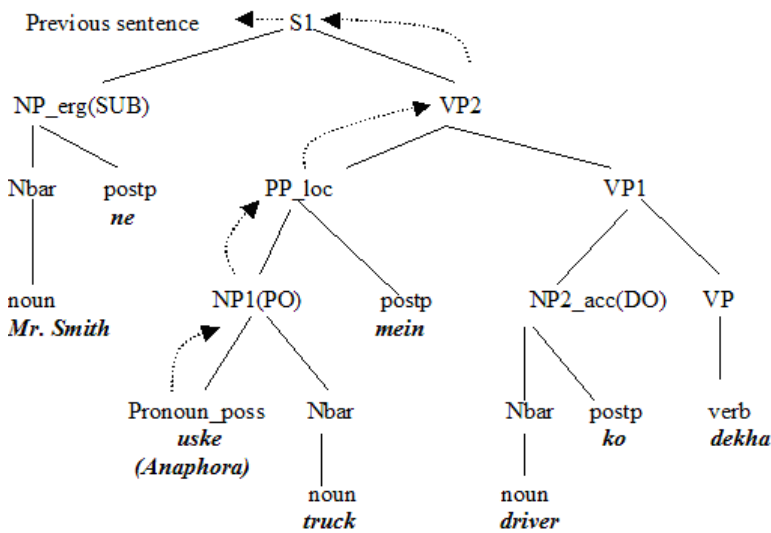 Previous sentence S1
NP_erg(SUB) VP2
Nbar postp PP_loc VP1
ne
noun NP1(PO) postp NP2_acc(DO) VP
Mr. Smith mein
Pronoun_poss Nbar Nbar postp verb
uske ko dekha
(Anaphora)
noun noun
truck driver